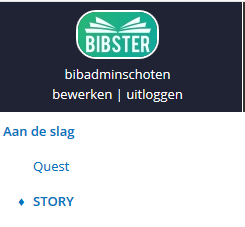 BIBSTER
bibadminschoten
bewerken | uitloggen
Aan de slag
Quest
♦ STORY